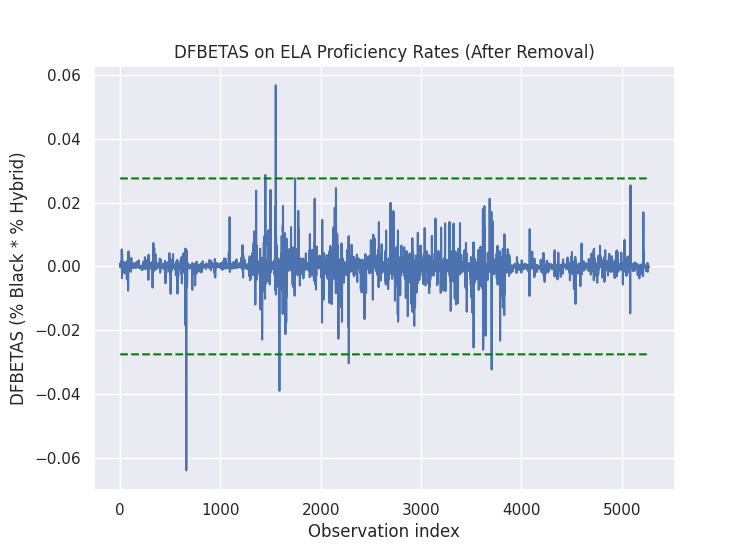 DFBETAS on ELA Proficiency Rates (After Removal)
DFBETAS (% Black * % Hybrid)
0.06
0.04
0.02
0.00
−0.02
−0.04
−0.06
0 1000 2000 3000 4000 5000
Observation index